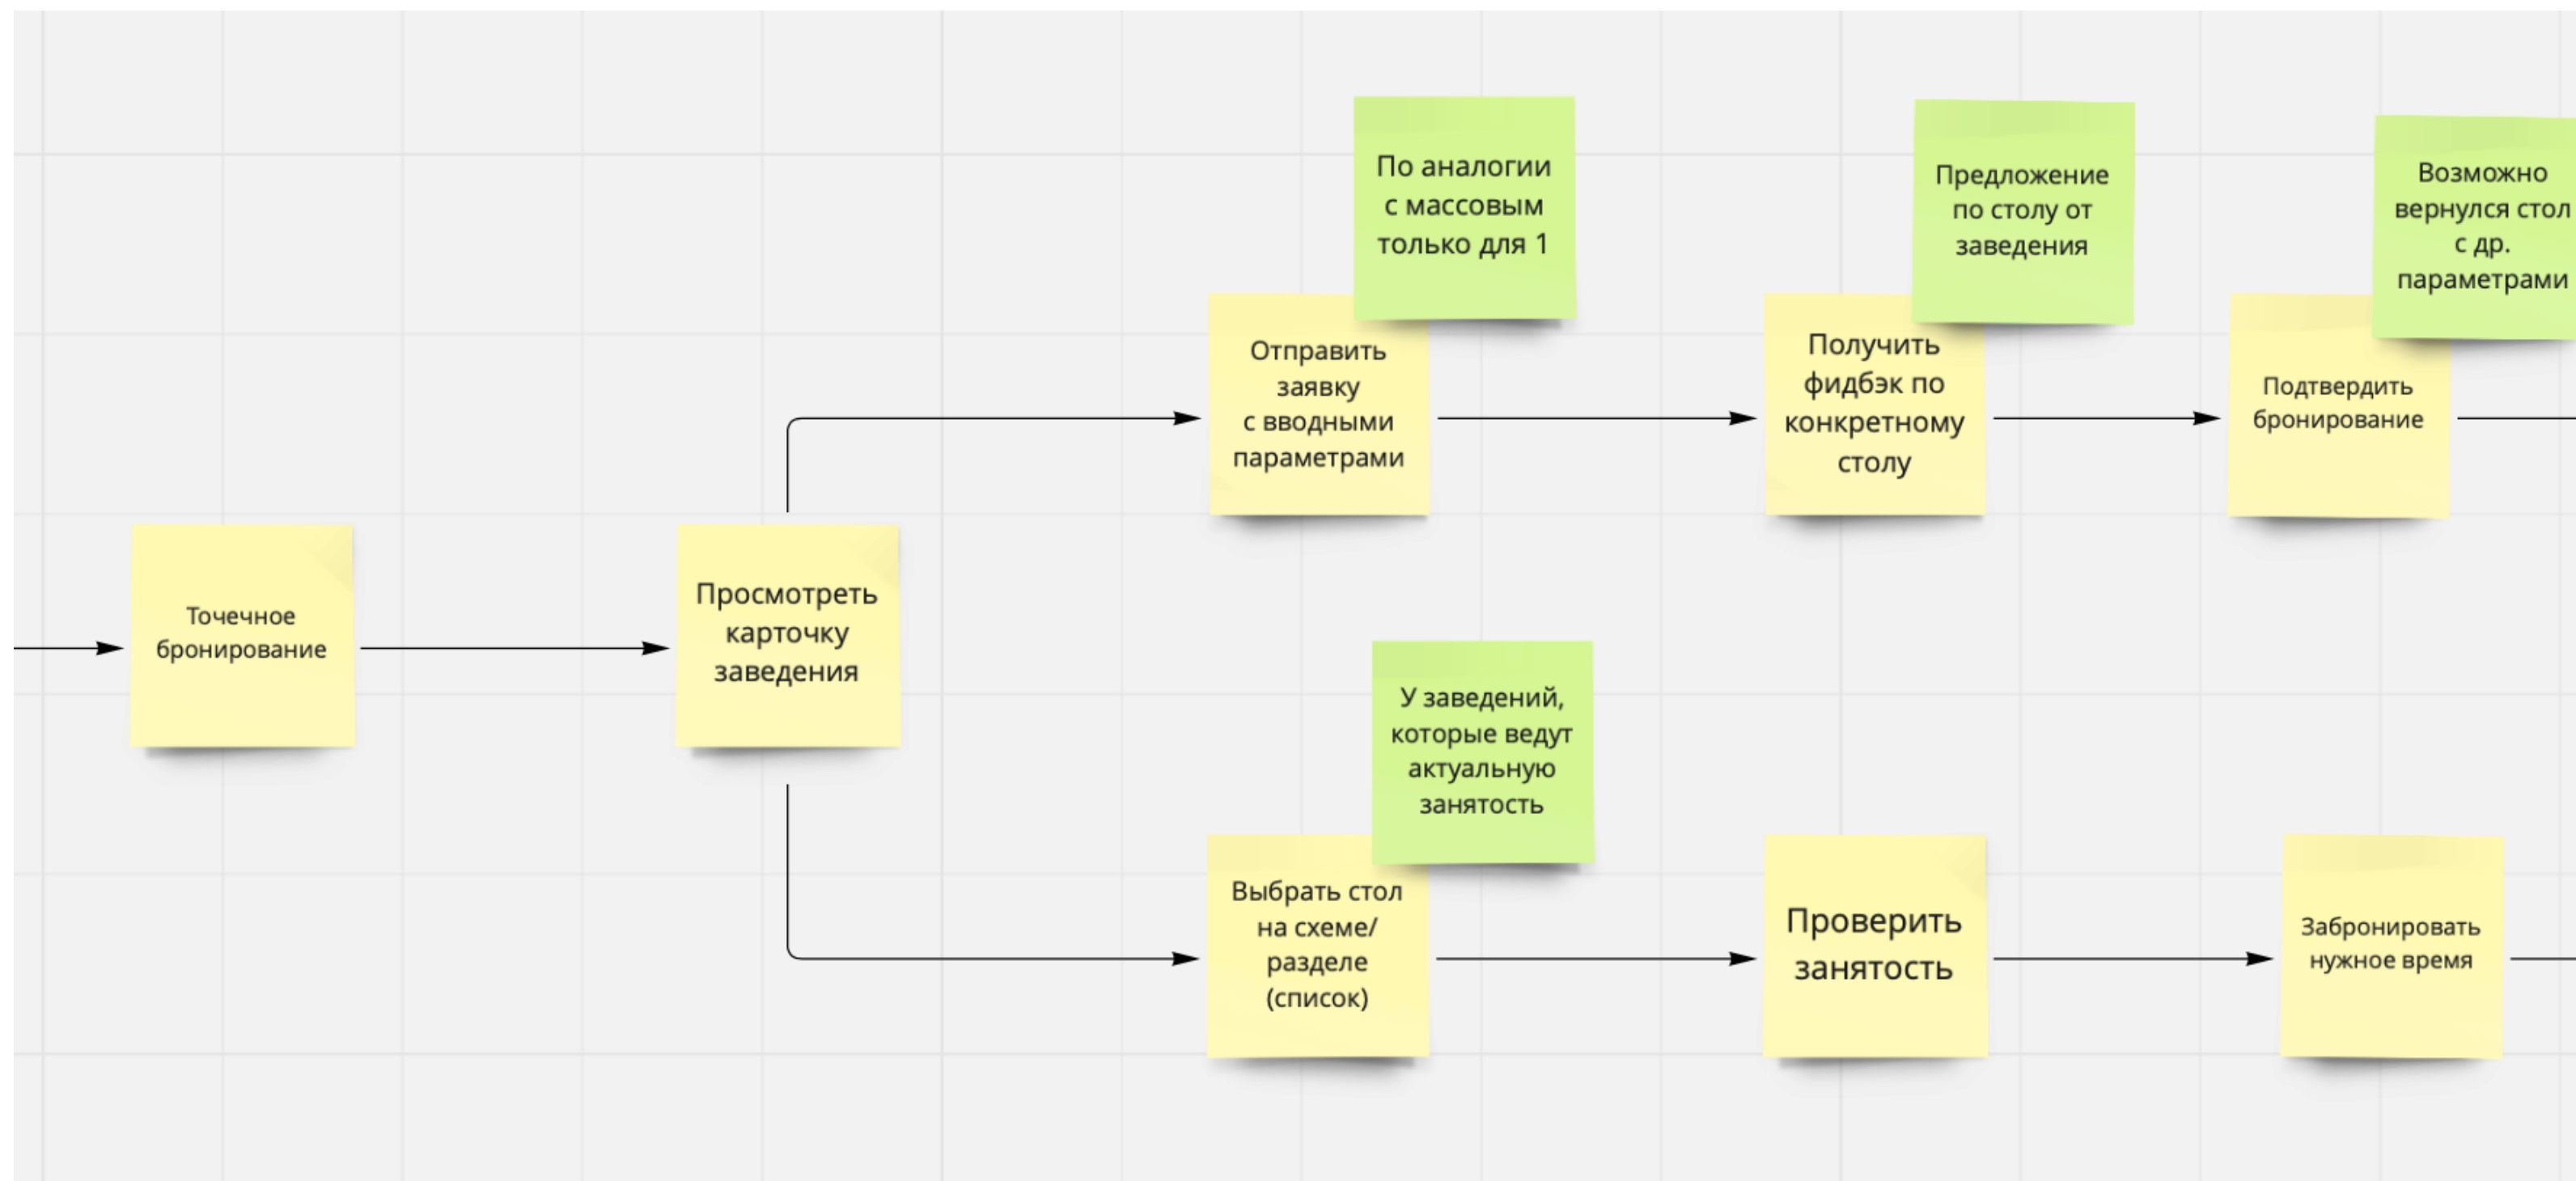 По аналогии
с массовым
только для 1
Предложение
по столу от
заведения
Возможно
вернулся стол
с др.
параметрами
Отправить
заявку
с вводными
параметрами
Получить
фидбэк по
конкретному
столу
Подтвердить
бронирование
Точечное
бронирование
Просмотреть
карточку
заведения
У заведений,
которые ведут
актуальную
занятость
Выбрать стол
на схеме/
разделе
(список)
Проверить
занятость
Забронировать
нужное время